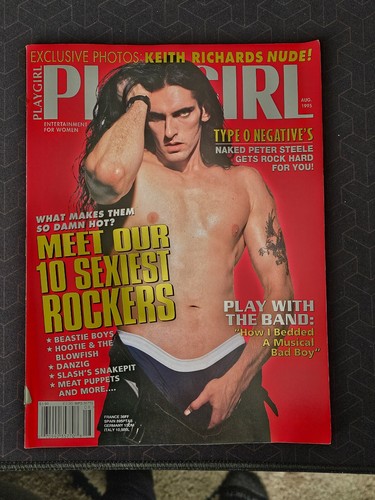 EXCLUSIVE PHOTOS: KEITH RICHARDS NUDE!
PLAYGIRL
PL GIRL
AUG.
1995
ENTERTAINMENT
FOR WOMEN
TYPE O NEGATIVE'S
NAKED PETER STEELE
GETS ROCK HARD
FOR YOU!
WHAT MAKES THEM
SO DAMN HOT?
MEET OUR
10 SEXIEST
ROCKERS
★ BEASTIE BOYS
★ HOOTIE & THE
BLOWFISH
★ DANZIG
★ SLASH'S SNAKEPIT
★ MEAT PUPPETS
AND MORE....
PLAY WITH
THE BAND:
"How I Bedded
A Musical
Bad Boy"